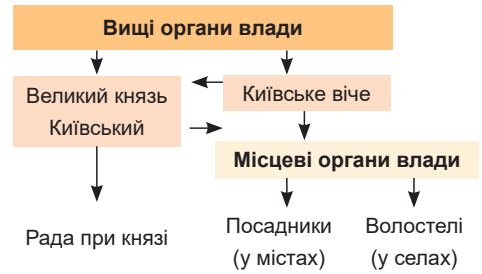 Вищі органи влади
Великий князь
Київський
Київське віче
Місцеві органи влади
Рада при князі
Посадники
(у містах)
Волостелі
(у селах)